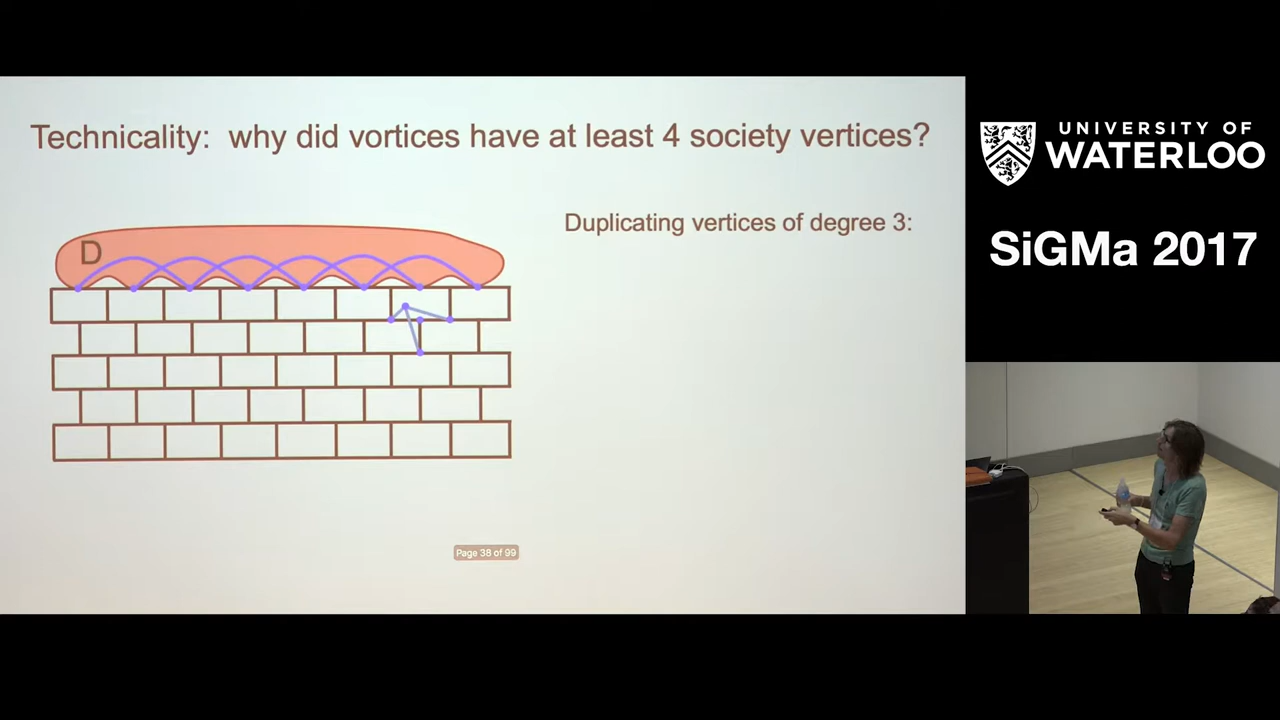 Technicality: why did vortices have at least 4 society vertices?
Duplicating vertices of degree 3:
D
Page 38 of 99
UNIVERSITY OF
WATERLOO
SiGMa 2017